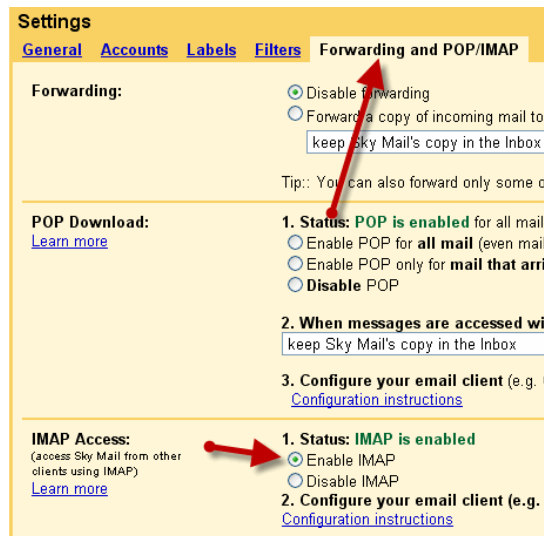 Settings
General Accounts Labels Filters Forwarding and POP/IMAP
Forwarding:
Disable forwarding
Forward a copy of incoming mail to
keep Sky Mail's copy in the Inbox
Tip:: You can also forward only some
POP Download:
Learn more
1. Status: POP is enabled for all mail
Enable POP for all mail (even mail
Enable POP only for mail that arri
Disable POP
2. When messages are accessed wi
keep Sky Mail's copy in the Inbox
3. Configure your email client (e.g.
Configuration instructions
IMAP Access:
(access Sky Mail from other
clients using IMAP)
Learn more
1. Status: IMAP is enabled
Enable IMAP
Disable IMAP
2. Configure your email client (e.g.
Configuration instructions